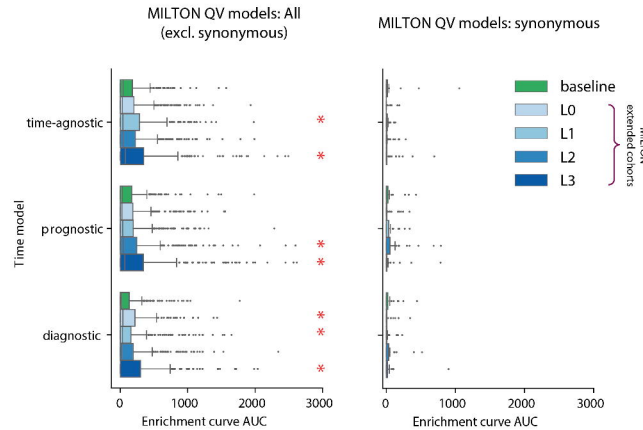 MILTON QV models: All
(excl. synonymous)
MILTON QV models: synonymous
Time model
time-agnostic
prognostic
diagnostic
*
*
*
*
*
*
*
0
1000
2000
3000
Enrichment curve AUC
0
1000
2000
3000
Enrichment curve AUC
baseline
L0
L1
L2
L3
extended cohorts